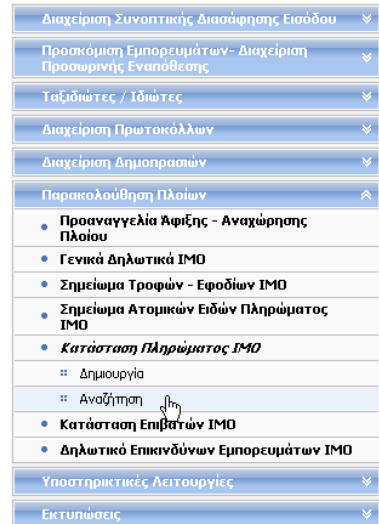 Διαχείριση Συνοπτικής Διασάφησης Εισόδου
Προσκόμιση Εμπορευμάτων- Διαχείριση
Προσωρινής Εναπόθεσης
Ταξιδιώτες / Ιδιώτες
Διαχείριση Πρωτοκόλλων
Διαχείριση Δημοπρασιών
Παρακολούθηση Πλοίων
Προαναγγελία Άφιξης - Αναχώρησης
Πλοίου
Γενικά Δηλωτικά IMO
Σημείωμα Τροφών - Εφοδίων IMO
Σημείωμα Ατομικών Ειδών Πληρώματος
IMO
Κατάσταση Πληρώματος IMO
Δημιουργία
Αναζήτηση
Κατάσταση Επιβατών IMO
Δηλωτικό Επικινδύνων Εμπορευμάτων IMO
Υποστηρικτικές Λειτουργίες
Εκτυπώσεις